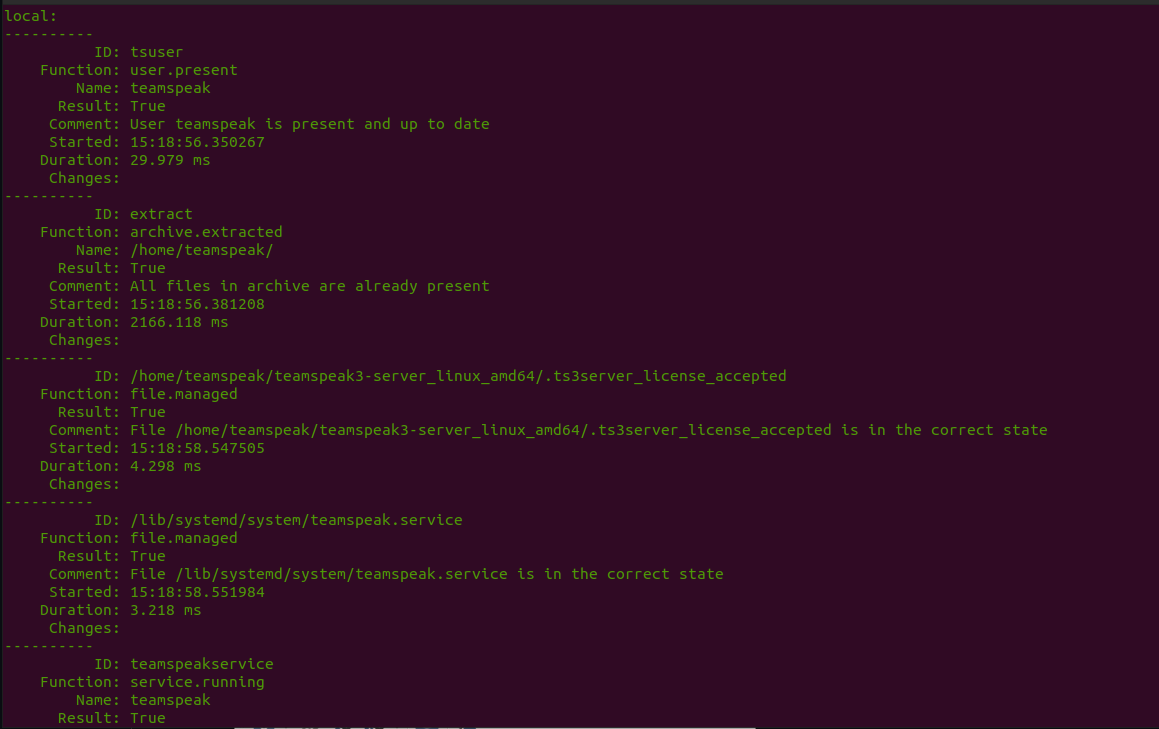 local:
----------
          ID: tsuser
    Function: user.present
        Name: teamspeak
      Result: True
     Comment: User teamspeak is present and up to date
     Started: 15:18:56.350267
    Duration: 29.979 ms
     Changes:
----------
          ID: extract
    Function: archive.extracted
        Name: /home/teamspeak/
      Result: True
     Comment: All files in archive are already present
     Started: 15:18:56.381208
    Duration: 2166.118 ms
     Changes:
----------
          ID: /home/teamspeak/teamspeak3-server_linux_amd64/.ts3server_license_accepted
    Function: file.managed
      Result: True
     Comment: File /home/teamspeak/teamspeak3-server_linux_amd64/.ts3server_license_accepted is in the correct state
     Started: 15:18:58.547505
    Duration: 4.298 ms
     Changes:
----------
          ID: /lib/systemd/system/teamspeak.service
    Function: file.managed
      Result: True
     Comment: File /lib/systemd/system/teamspeak.service is in the correct state
     Started: 15:18:58.551984
    Duration: 3.218 ms
     Changes:
----------
          ID: teamspeakservice
    Function: service.running
        Name: teamspeak
      Result: True